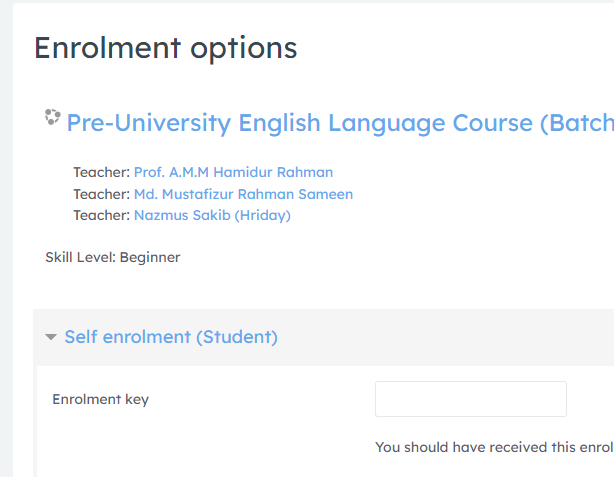 Enrolment options
Pre-University English Language Course (Batch
Teacher: Prof. A.M.M Hamidur Rahman
Teacher: Md. Mustafizur Rahman Sameen
Teacher: Nazmus Sakib (Hriday)
Skill Level: Beginner
Self enrolment (Student)
Enrolment key
You should have received this enrol